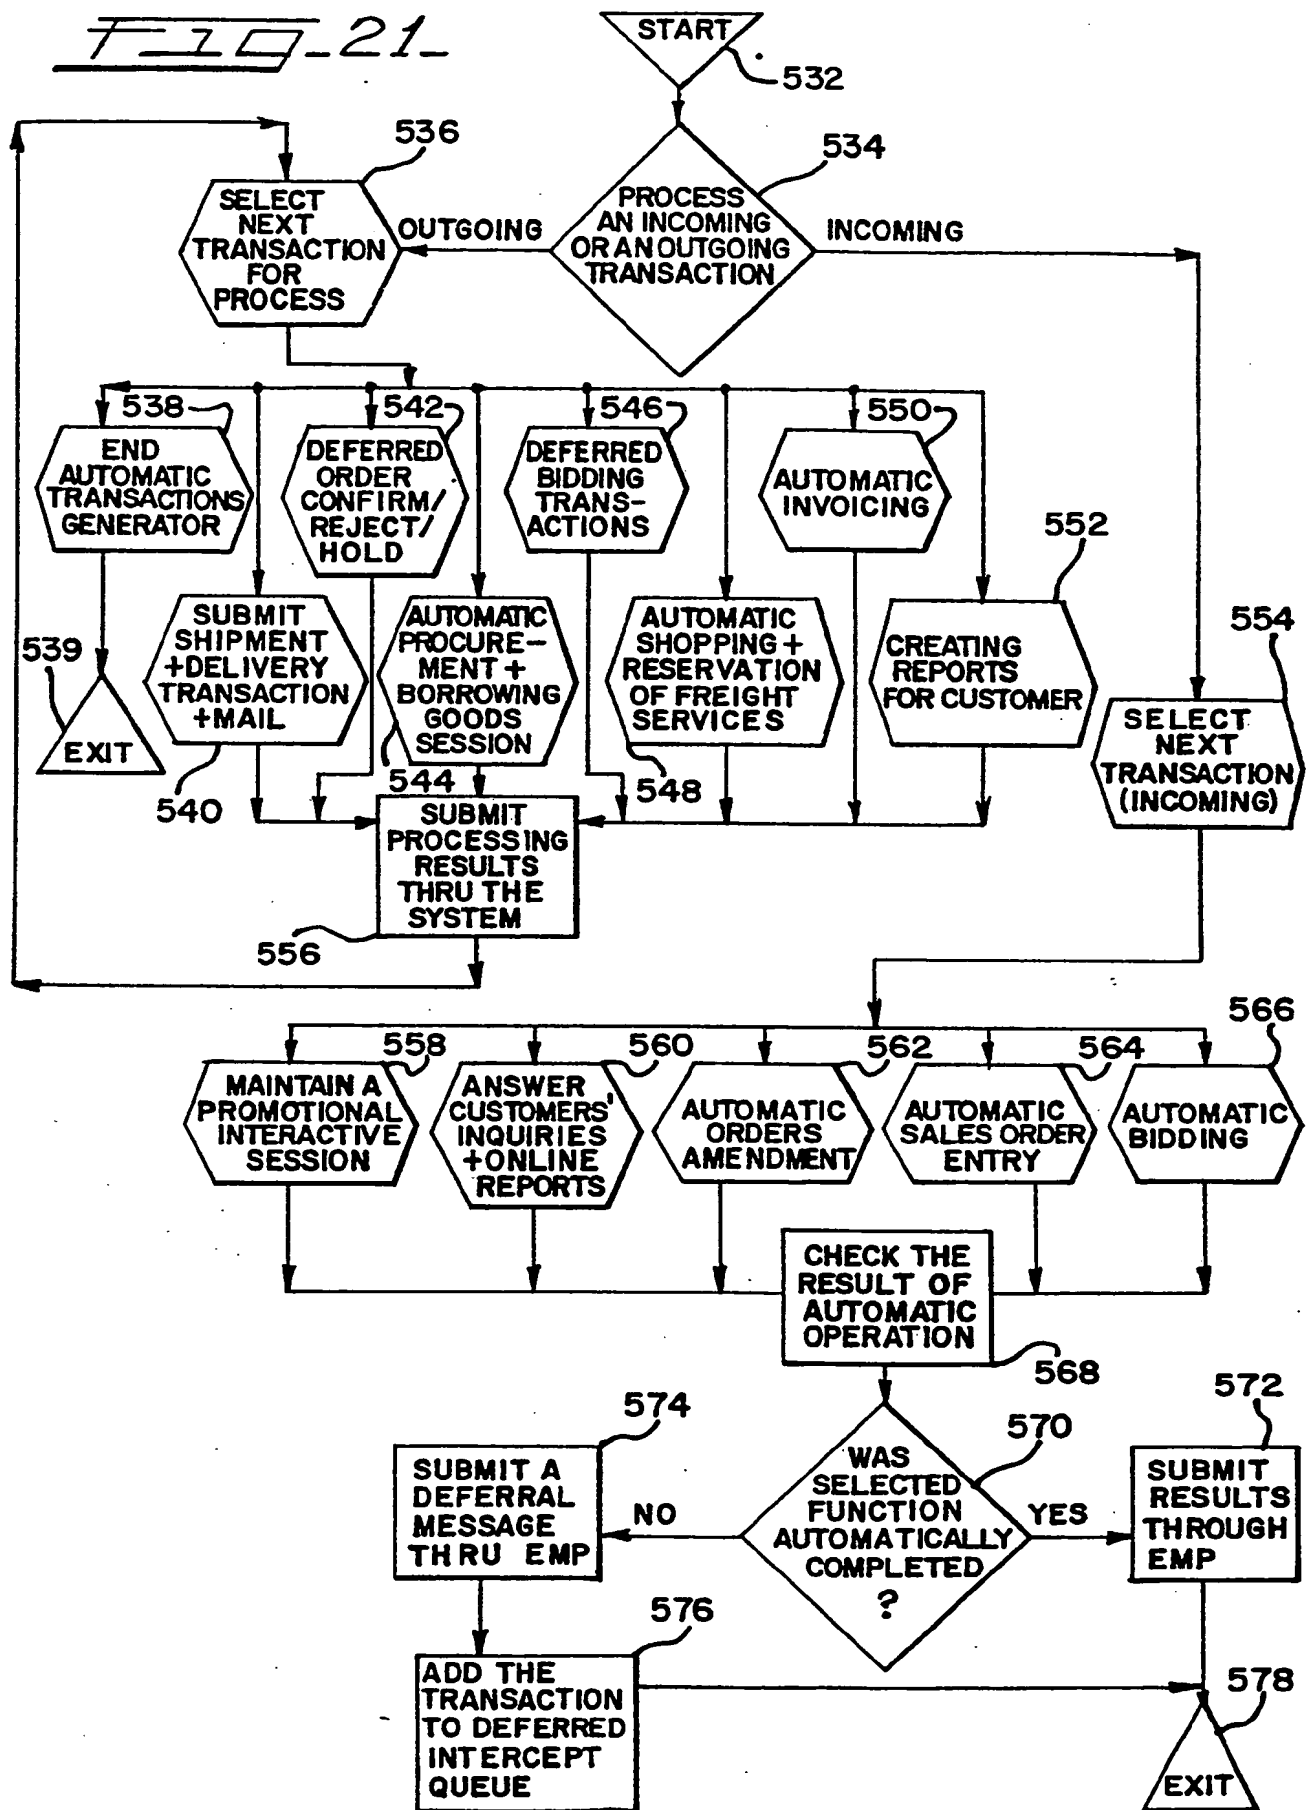 Fig_21_
START
532
534
536
PROCESS
AN INCOMING
OR AN OUTGOING
TRANSACTION
OUTGOING
INCOMING
SELECT
NEXT
TRANSACTION
FOR
PROCESS
538
542
546
550
END
AUTOMATIC
TRANSACTIONS
GENERATOR
DEFERRED
ORDER
CONFIRM/
REJECT/
HOLD
DEFERRED
BIDDING
TRANS-
ACTIONS
AUTOMATIC
INVOICING
552
554
539
EXIT
SUBMIT
SHIPMENT
+DELIVERY
TRANSACTION
+MAIL
540
AUTOMATIC
PROCURE-
MENT +
BORROWING
GOODS
SESSION
544
AUTOMATIC
SHOPPING +
RESERVATION
OF FREIGHT
SERVICES
548
CREATING
REPORTS
FOR CUSTOMER
SELECT
NEXT
TRANSACTION
(INCOMING)
SUBMIT
PROCESSING
RESULTS
THRU THE
SYSTEM
556
558
560
562
564
566
MAINTAIN A
PROMOTIONAL
INTERACTIVE
SESSION
ANSWER
CUSTOMERS'
INQUIRIES
+ONLINE
REPORTS
AUTOMATIC
ORDERS
AMENDMENT
AUTOMATIC
SALES ORDER
ENTRY
AUTOMATIC
BIDDING
CHECK THE
RESULT OF
AUTOMATIC
OPERATION
568
570
572
574
WAS
SELECTED
FUNCTION
AUTOMATICALLY
COMPLETED
?
NO
YES
SUBMIT A
DEFERRAL
MESSAGE
THRU EMP
SUBMIT
RESULTS
THROUGH
EMP
576
ADD THE
TRANSACTION
TO DEFERRED
INTERCEPT
QUEUE
578
EXIT